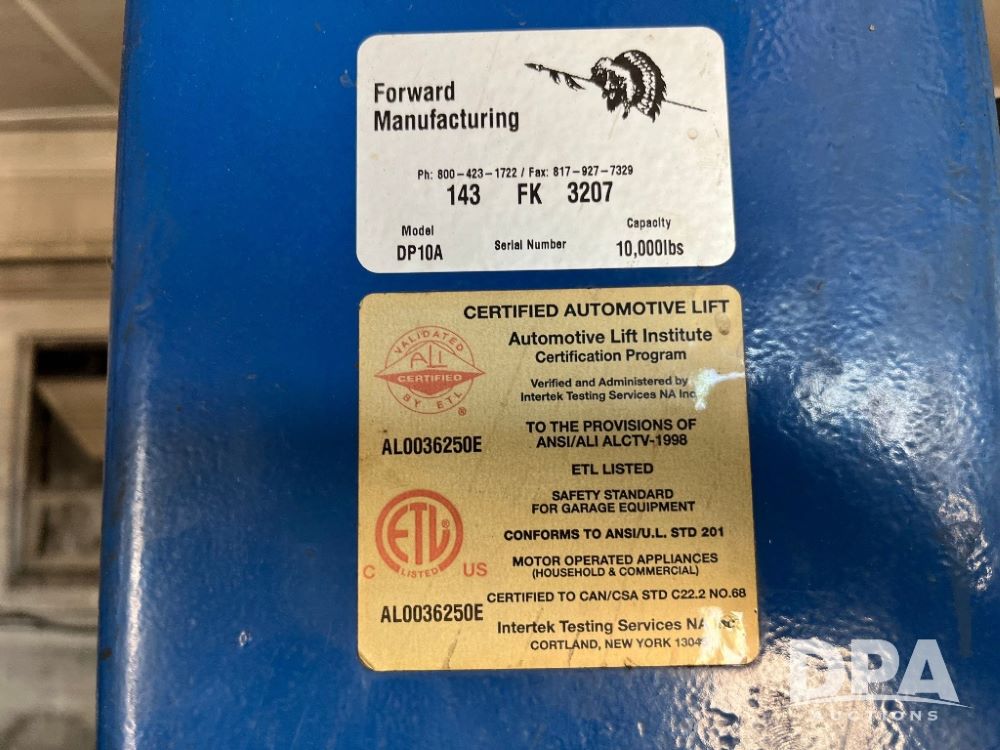 Forward
Manufacturing
Ph: 800-423-1722 / Fax: 817-927-7329
143 FK 3207
Model
DP10A
Serial Number
Capacity
10,000lbs
CERTIFIED AUTOMOTIVE LIFT
Automotive Lift Institute
Certification Program
Verified and Administered by
Intertek Testing Services NA Inc.
VALIDATED
ALI
CERTIFIED
BY ETL
®
AL0036250E
TO THE PROVISIONS OF
ANSI/ALI ALCTV-1998
ETL LISTED
SAFETY STANDARD
FOR GARAGE EQUIPMENT
CONFORMS TO ANSI/U.L. STD 201
MOTOR OPERATED APPLIANCES
(HOUSEHOLD & COMMERCIAL)
CERTIFIED TO CAN/CSA STD C22.2 NO.68
ETL
LISTED
C US
AL0036250E
Intertek Testing Services NA Inc.
CORTLAND, NEW YORK
DPA
AUCTIONS